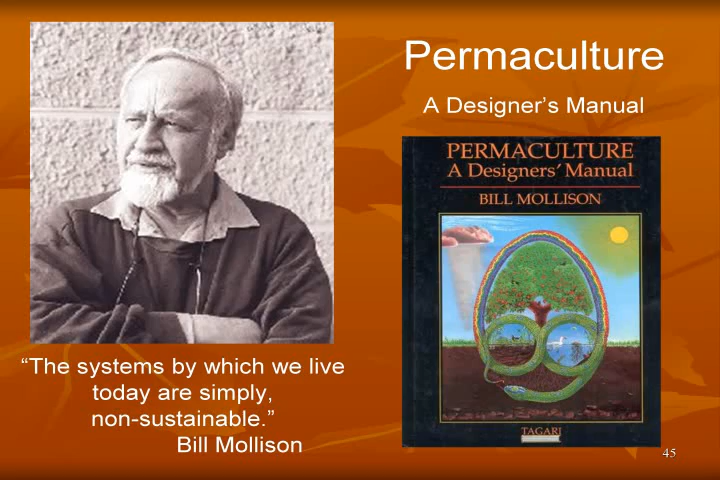 Permaculture
A Designer’s Manual
PERMACULTURE
A Designers’ Manual
BILL MOLLISON
TAGARI
“The systems by which we live
today are simply,
non-sustainable.”
Bill Mollison
45